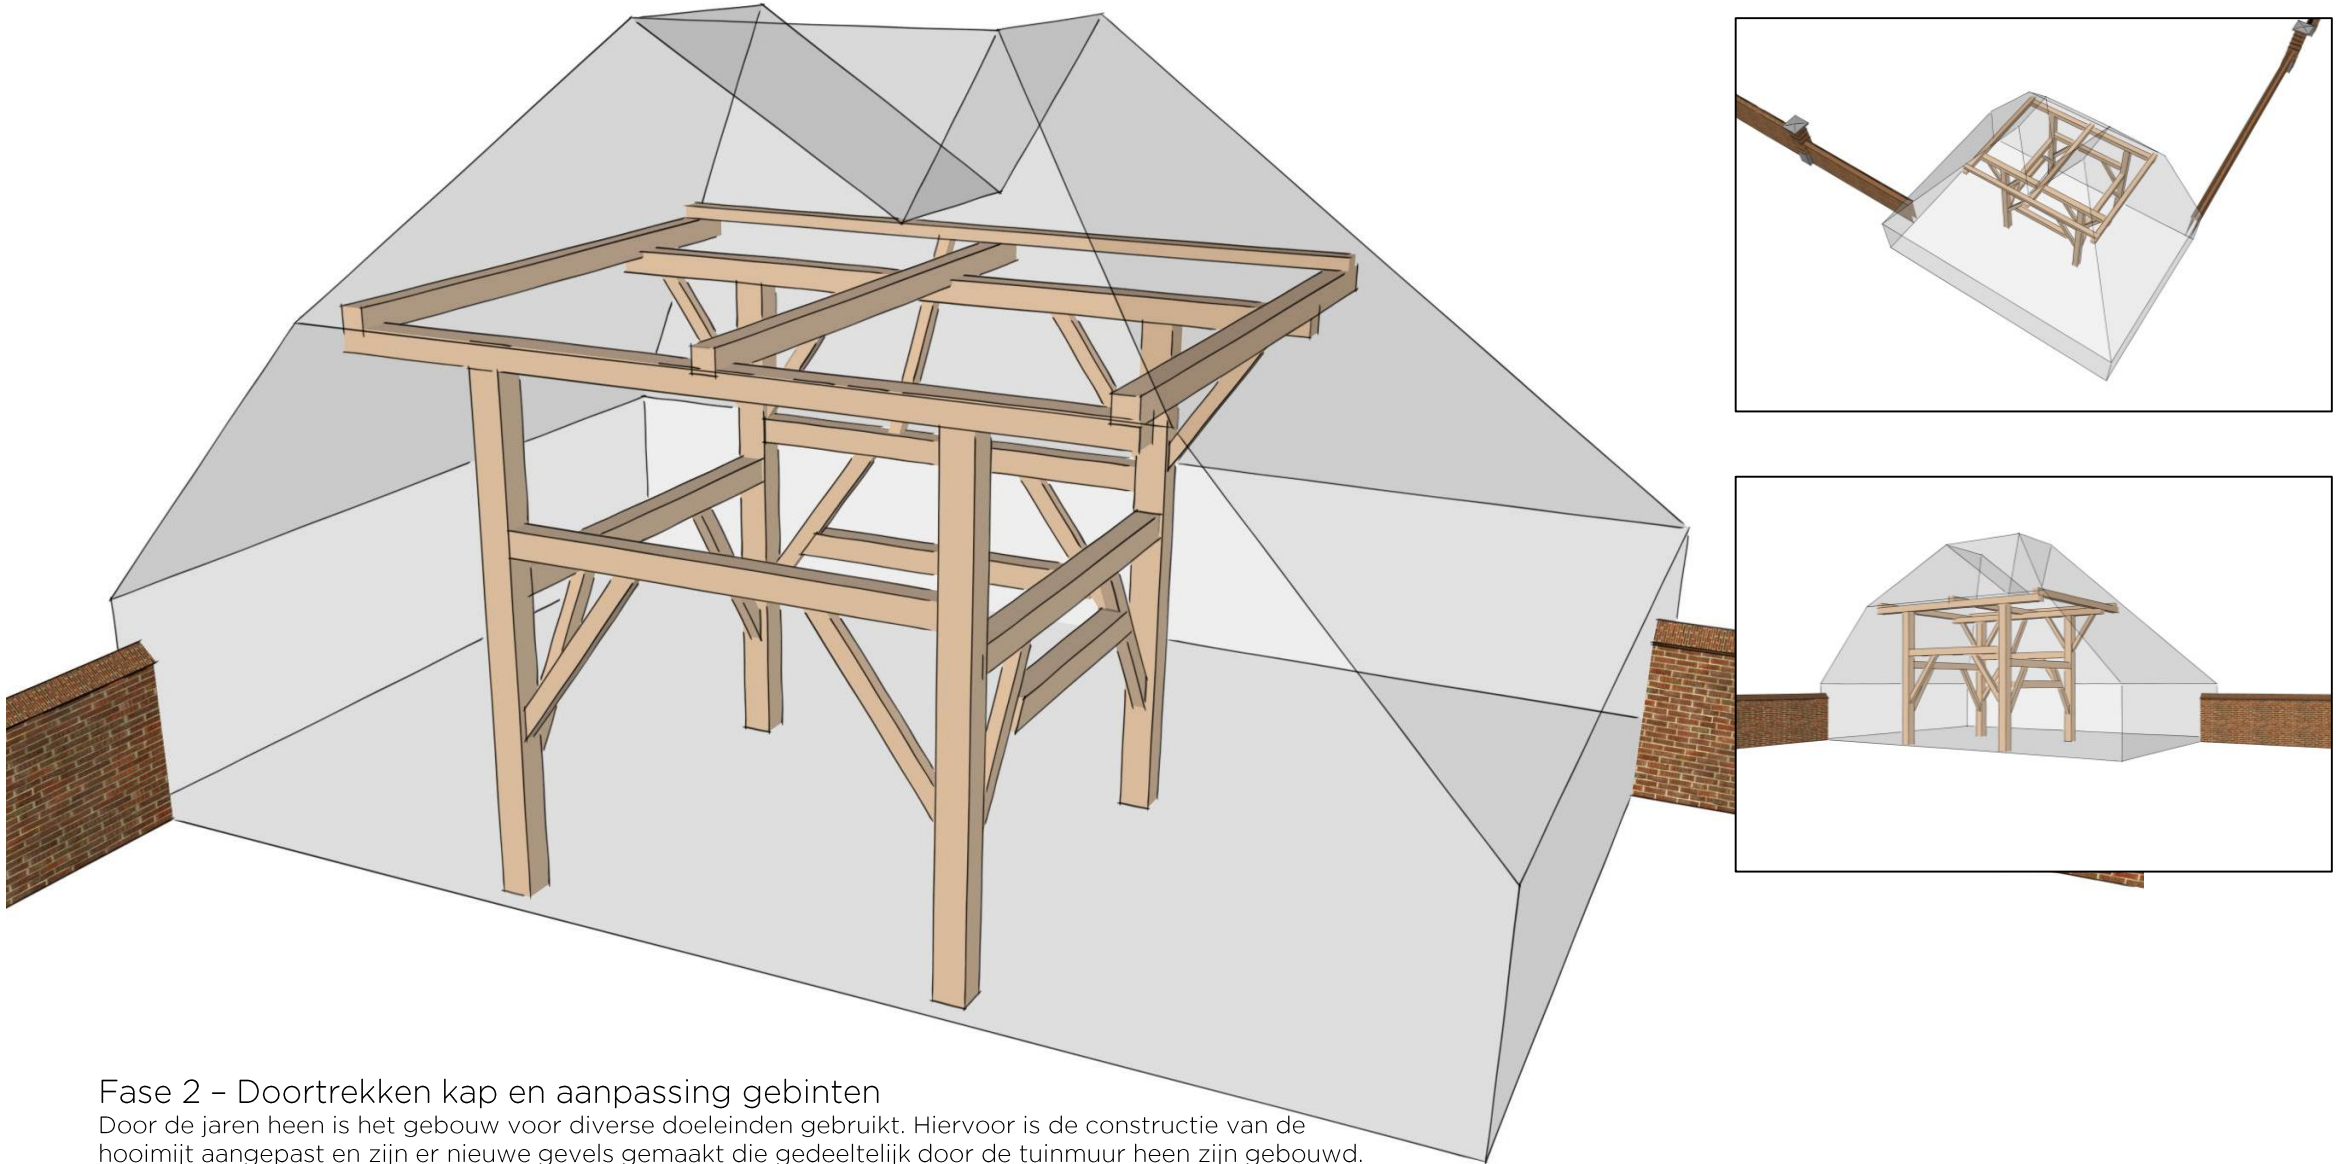 Fase 2 – Doortrekken kap en aanpassing gebinten
Door de jaren heen is het gebouw voor diverse doeleinden gebruikt. Hiervoor is de constructie van de
hooimijt aangepast en zijn er nieuwe gevels gemaakt die gedeeltelijk door de tuinmuur heen zijn gebouwd.